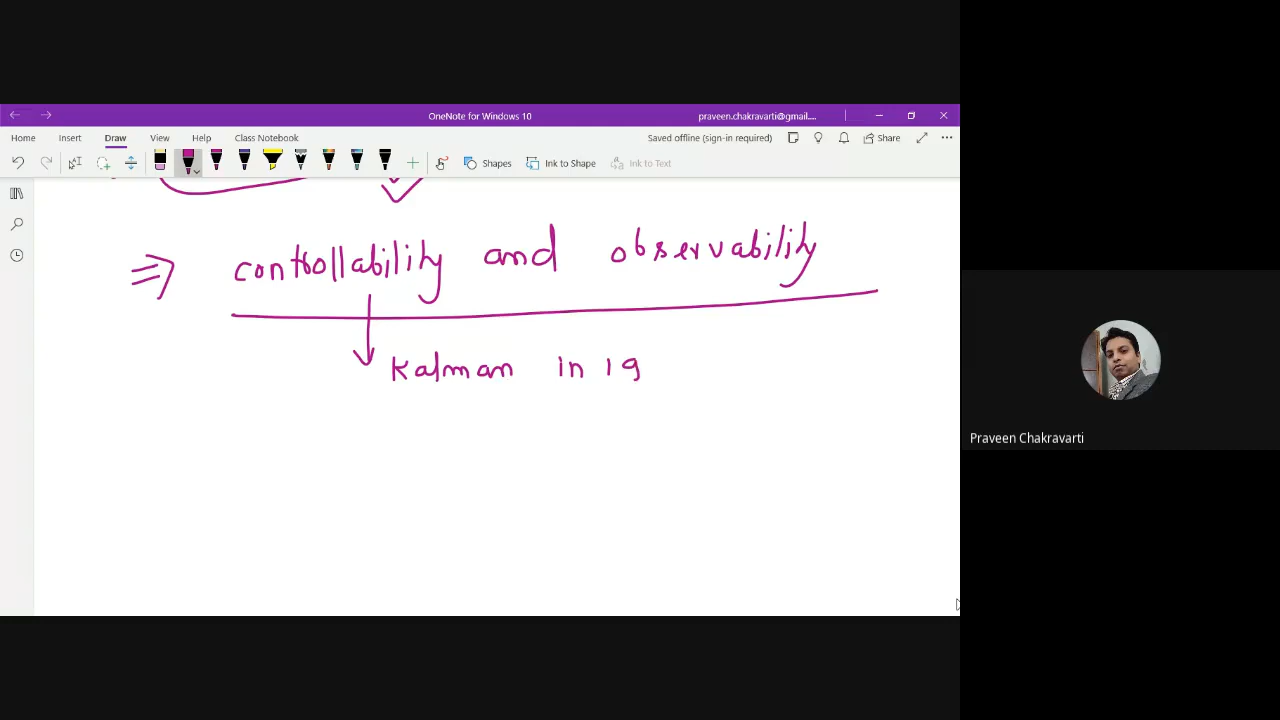 OneNote for Windows 10
praveen.chakravarti@gmail....
Home Insert Draw View Help Class Notebook
Saved offline (sign-in required)
Share
Shapes
Ink to Shape
Ink to Text
⇒ controllability and observability
Kalman in 19
Praveen Chakravarti